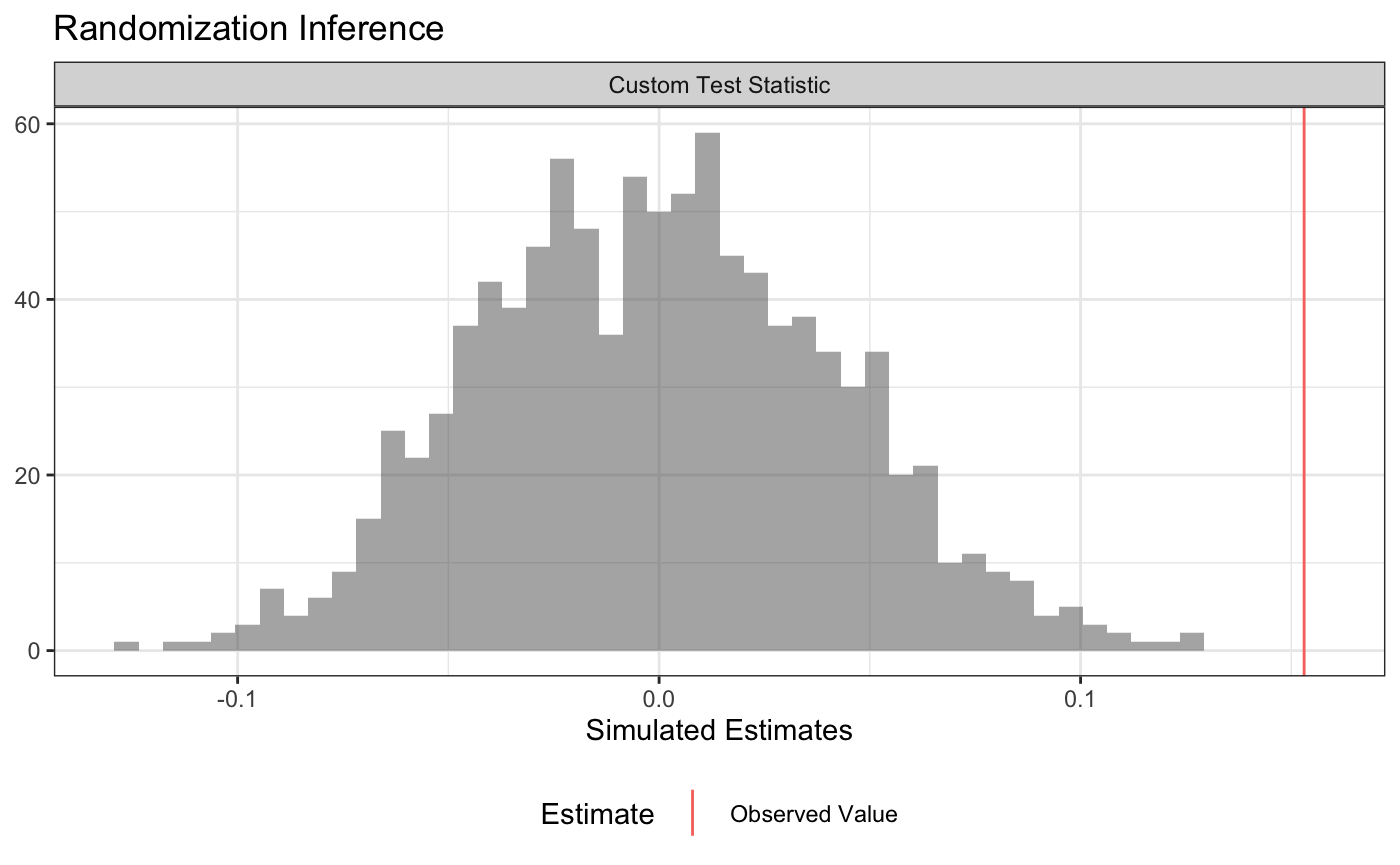 Randomization Inference
Custom Test Statistic
60
40
20
0
-0.1 0.0 0.1
Simulated Estimates
Estimate Observed Value